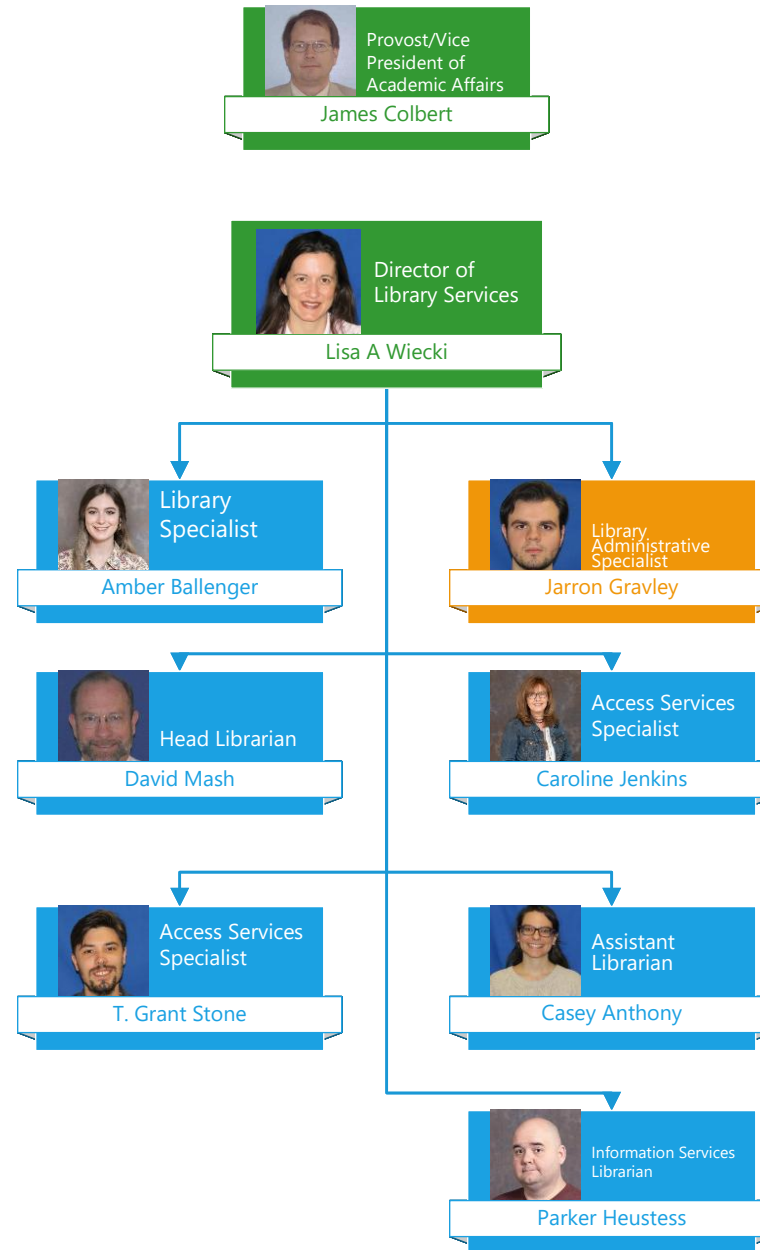 Provost/Vice
President of
Academic Affairs
James Colbert
Director of
Library Services
Lisa A Wiecki
Library
Specialist
Amber Ballenger
Library
Administrative
Specialist
Jarron Gravley
Head Librarian
David Mash
Access Services
Specialist
Caroline Jenkins
Access Services
Specialist
T. Grant Stone
Assistant
Librarian
Casey Anthony
Information Services
Librarian
Parker Heustess